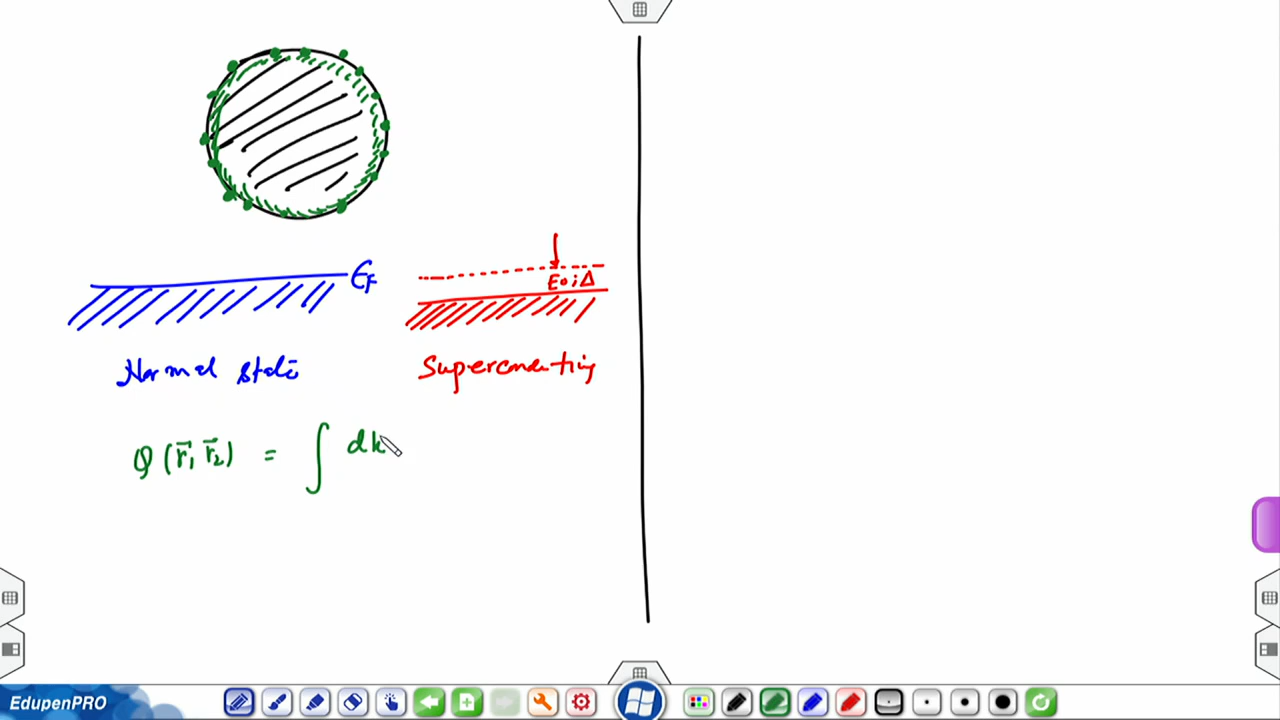 E_F
E₀ ; Δ
Normal state
Superconducting
φ(r⃗₁, r⃗₂) = ∫ dk
EdupenPRO